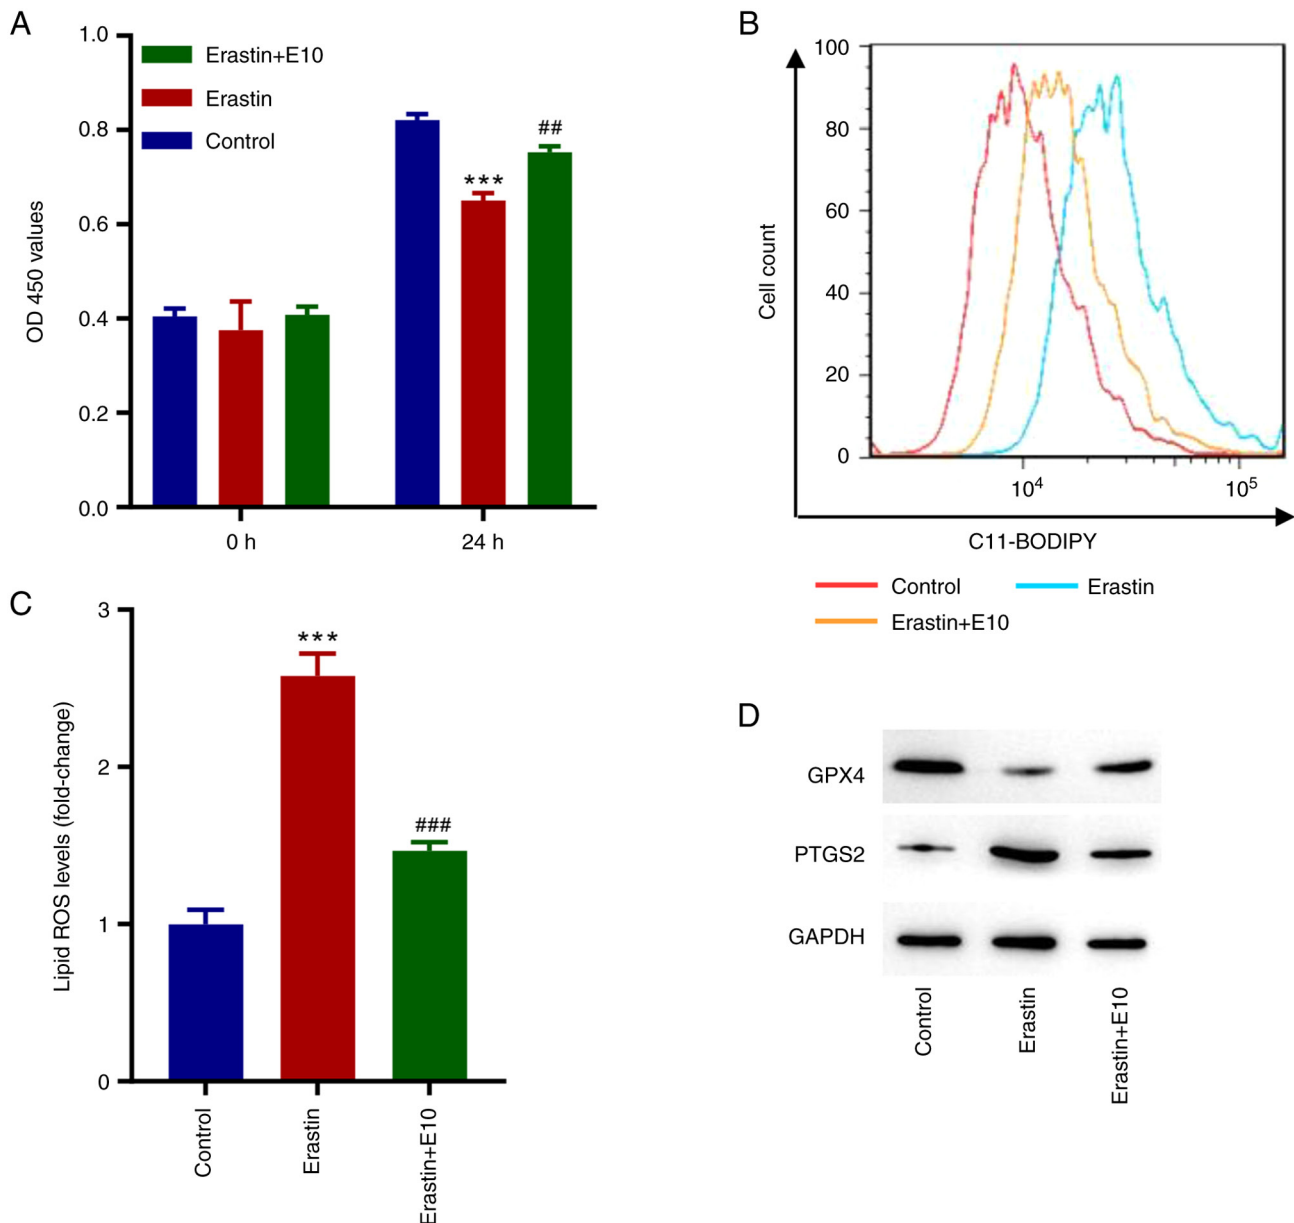 A
1.0
0.8
0.6
0.4
0.2
0.0
OD 450 values
Erastin+E10
Erastin
Control
***
##
0 h
24 h
B
100
80
60
40
20
0
Cell count
10⁴
10⁵
C11-BODIPY
Control
Erastin
Erastin+E10
C
3
2
1
0
Lipid ROS levels (fold-change)
***
###
Control
Erastin
Erastin+E10
D
GPX4
PTGS2
GAPDH
Control
Erastin
Erastin+E10